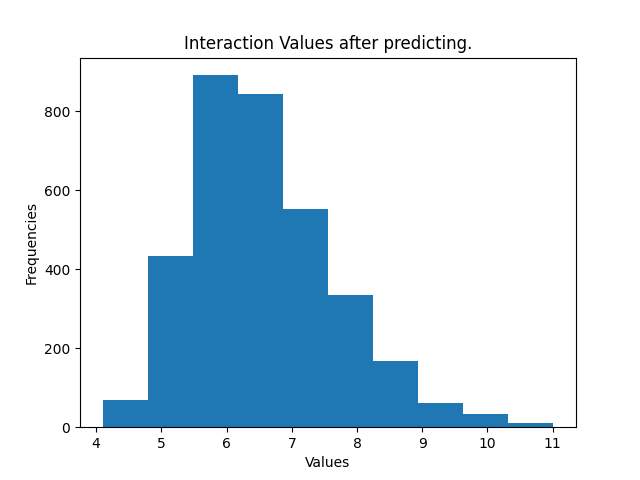 Interaction Values after predicting.
Frequencies
800
600
400
200
0
4 5 6 7 8 9 10 11
Values